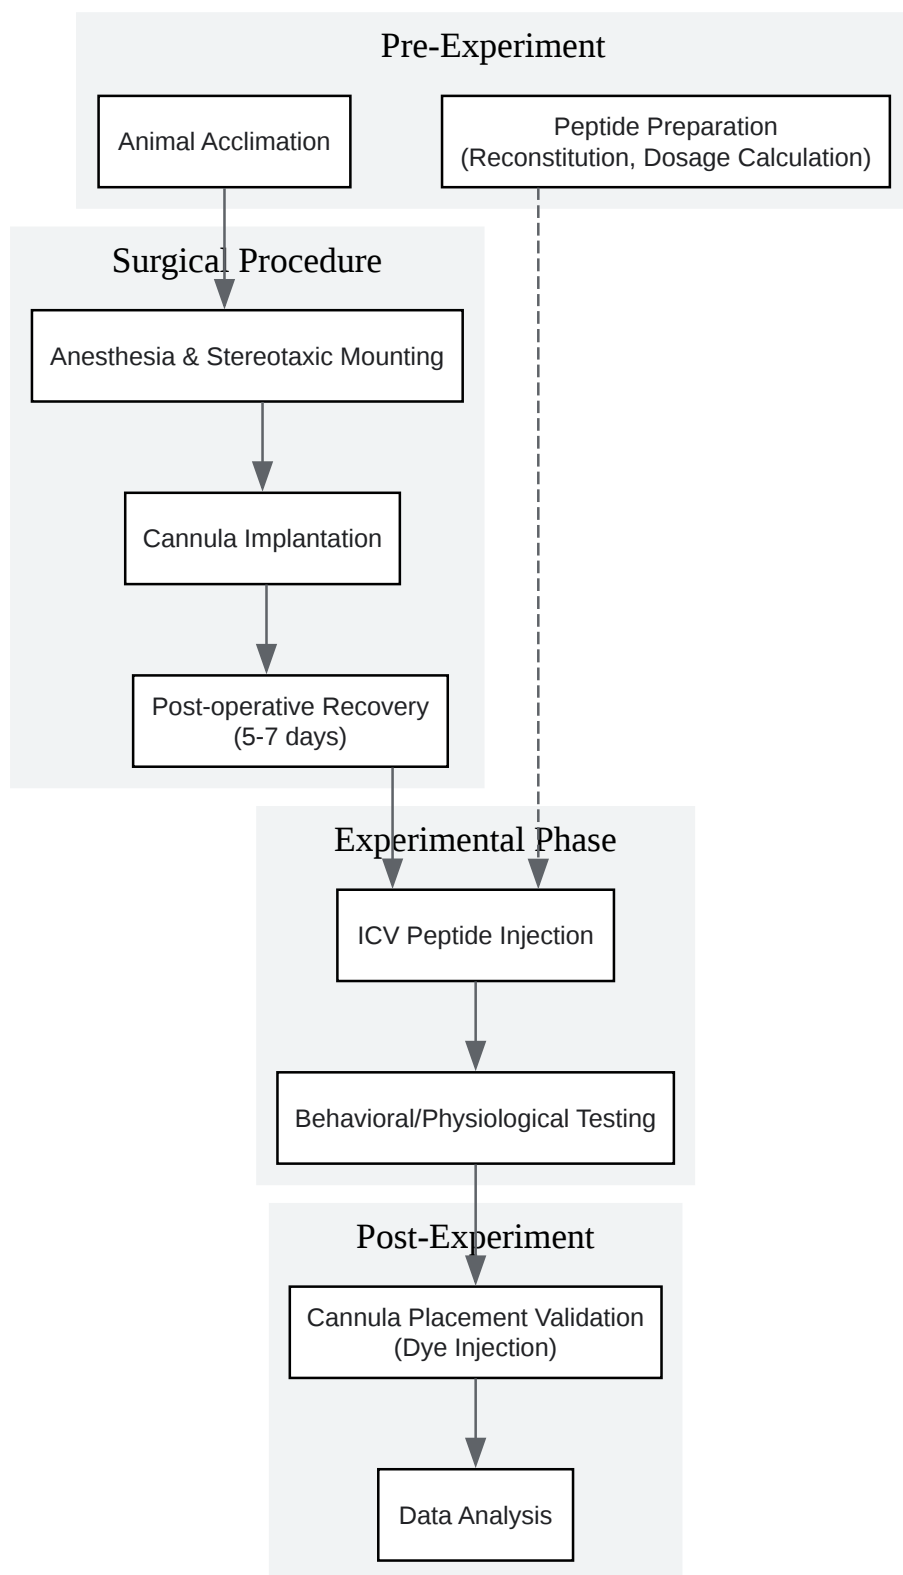 Pre-Experiment
Animal Acclimation
Peptide Preparation
(Reconstitution, Dosage Calculation)
Surgical Procedure
Anesthesia & Stereotaxic Mounting
Cannula Implantation
Post-operative Recovery
(5-7 days)
Experimental Phase
ICV Peptide Injection
Behavioral/Physiological Testing
Post-Experiment
Cannula Placement Validation
(Dye Injection)
Data Analysis